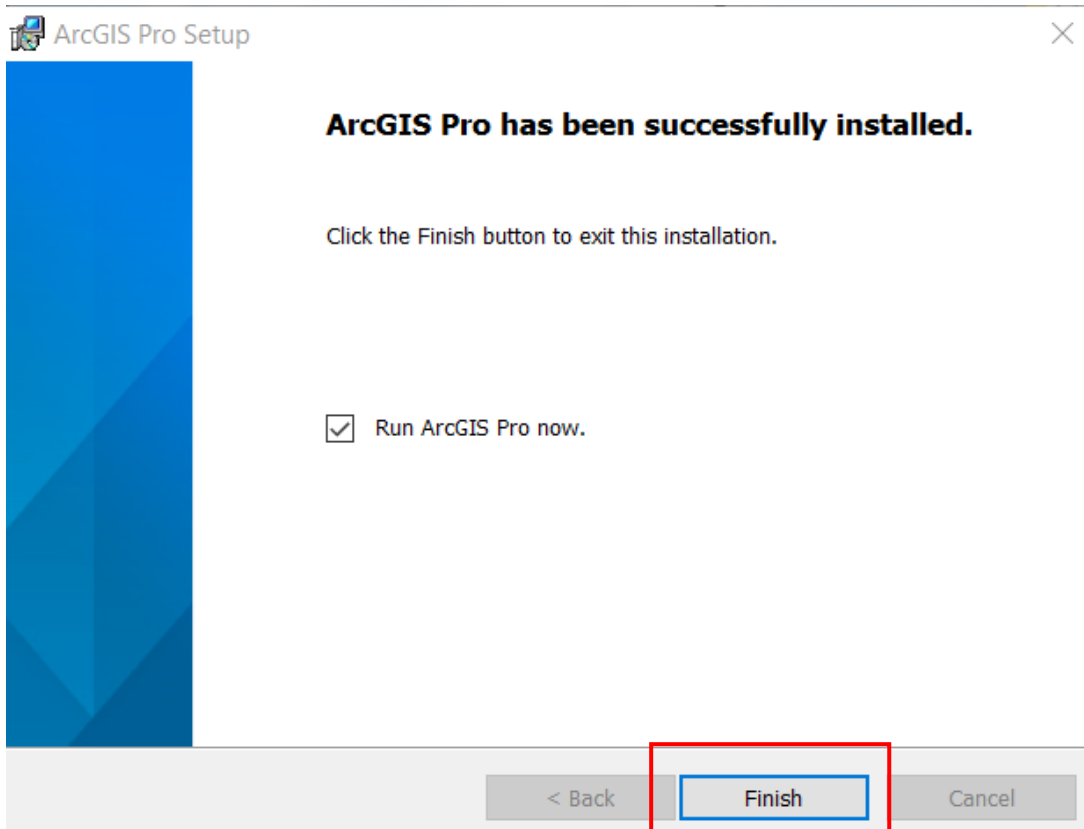 ArcGIS Pro Setup
ArcGIS Pro has been successfully installed.
Click the Finish button to exit this installation.
Run ArcGIS Pro now.
< Back
Finish
Cancel